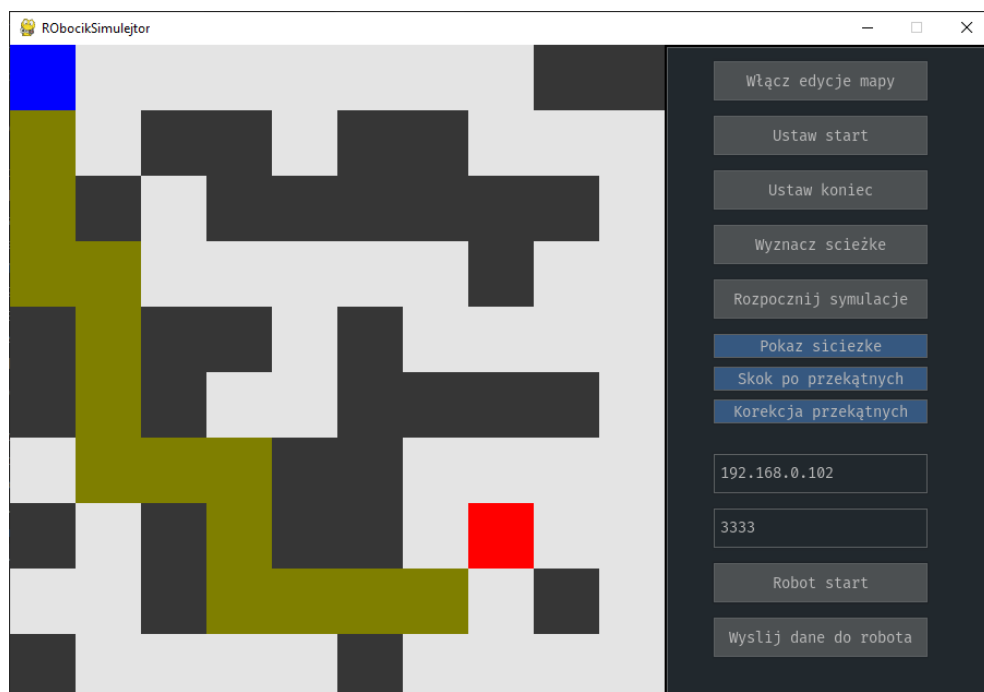 RObocikSimulejtor
Włącz edycje mapy
Ustaw start
Ustaw koniec
Wyznacz scieżke
Rozpocznij symulacje
Pokaz siciezke
Skok po przekątnych
Korekcja przekątnych
192.168.0.102
3333
Robot start
Wyslij dane do robota